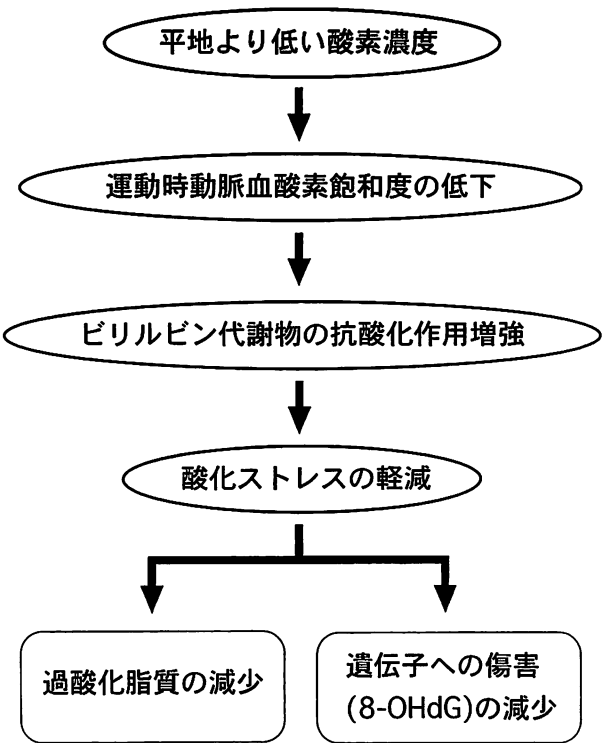 平地より低い酸素濃度
運動時動脈血酸素飽和度の低下
ビリルビン代謝物の抗酸化作用増強
酸化ストレスの軽減
過酸化脂質の減少
遺伝子への傷害
(8-OHdG)の減少